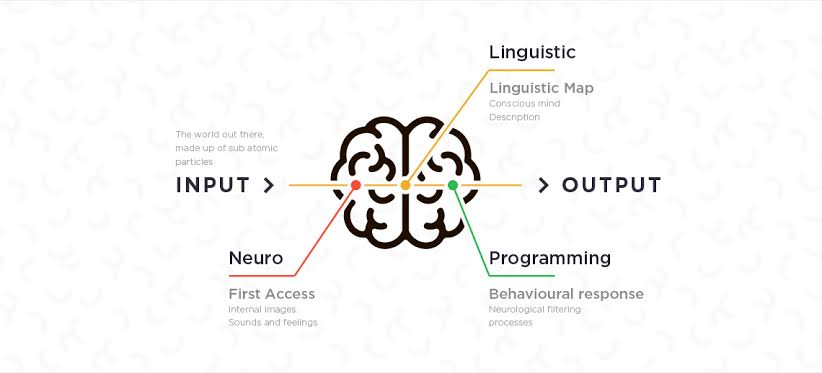 Linguistic
Linguistic Map
Conscious mind
Description
The world out there,
made up of sub atomic
particles
INPUT
OUTPUT
Neuro
First Access
Internal images
Sounds and feelings
Programming
Behavioural response
Neurological filtering
processes